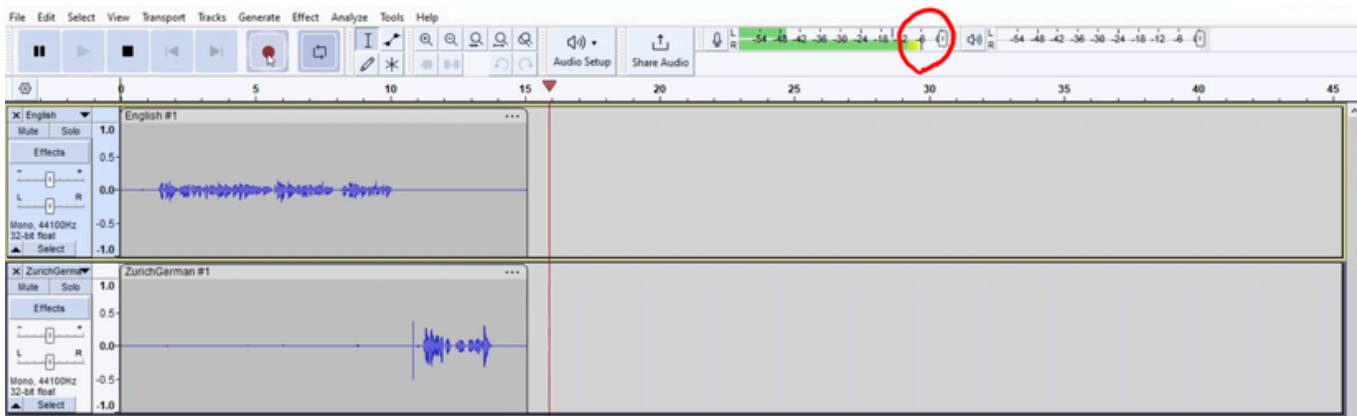 File Edit Select View Transport Tracks Generate Effect Analyze Tools Help
L
R -54 -48 -42 -36 -30 -24 -18 -12 -6
L
R -54 -48 -42 -36 -30 -24 -18 -12 -6
Audio Setup
Share Audio
0 5 10 15 20 25 30 35 40 45
English
English #1
Mute Solo
Effects
- +
L R
Mono, 44100Hz
32-bit float
Select
1.0
0.5
0.0
-0.5
-1.0
ZurichGerma
ZurichGerman #1
Mute Solo
Effects
- +
L R
Mono, 44100Hz
32-bit float
Select
1.0
0.5
0.0
-0.5
-1.0